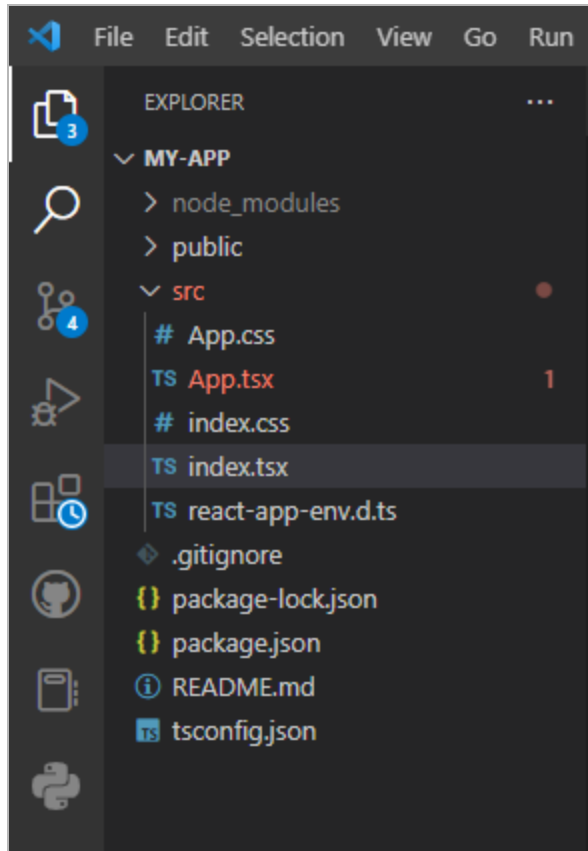 File Edit Selection View Go Run
EXPLORER ...
3
MY-APP
node_modules
public
src
4
# App.css
TS App.tsx 1
# index.css
TS index.tsx
TS react-app-env.d.ts
.gitignore
{} package-lock.json
{} package.json
README.md
TS tsconfig.json